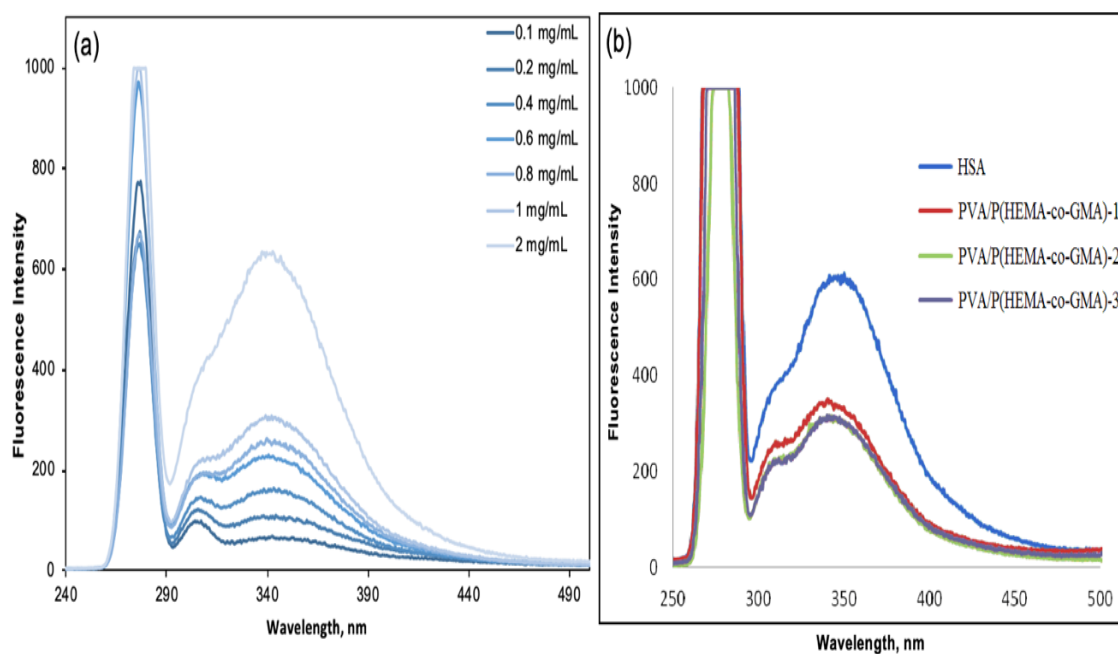 (a)
0.1 mg/mL
0.2 mg/mL
0.4 mg/mL
0.6 mg/mL
0.8 mg/mL
1 mg/mL
2 mg/mL
1000
800
600
400
200
0
240 290 340 390 440 490
Fluorescence Intensity
Wavelength, nm
(b)
HSA
PVA/P(HEMA-co-GMA)-1
PVA/P(HEMA-co-GMA)-2
PVA/P(HEMA-co-GMA)-3
1000
800
600
400
200
0
250 300 350 400 450 500
Fluorescence Intensity
Wavelength, nm